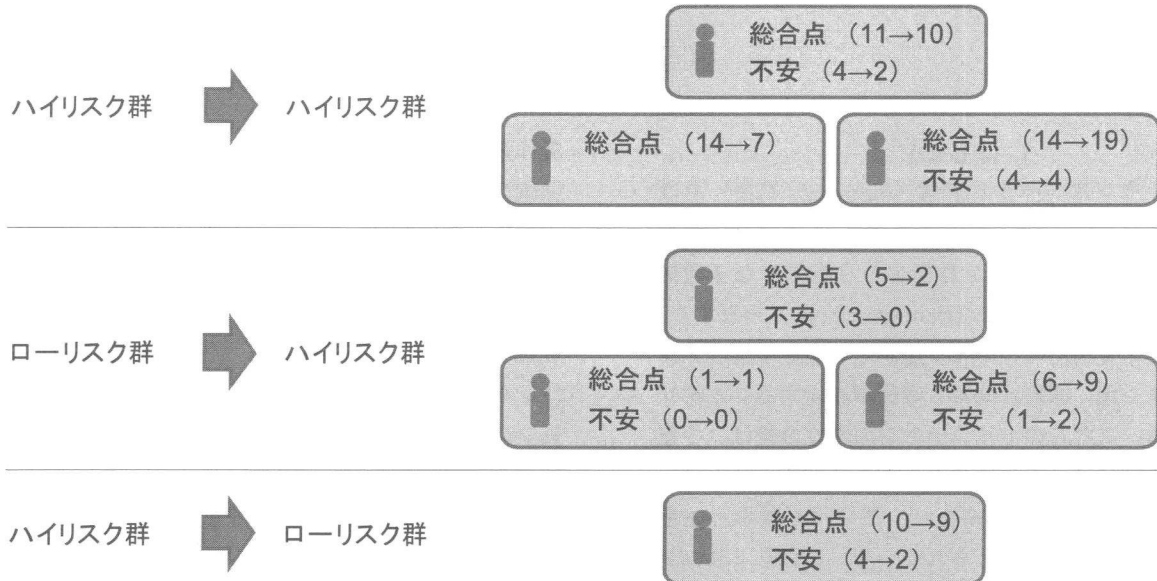 ハイリスク群
ハイリスク群
総合点 （11→10）
不安 （4→2）
総合点 （14→7）
総合点 （14→19）
不安 （4→4）
ローリスク群
ハイリスク群
総合点 （5→2）
不安 （3→0）
総合点 （1→1）
不安 （0→0）
総合点 （6→9）
不安 （1→2）
ハイリスク群
ローリスク群
総合点 （10→9）
不安 （4→2）